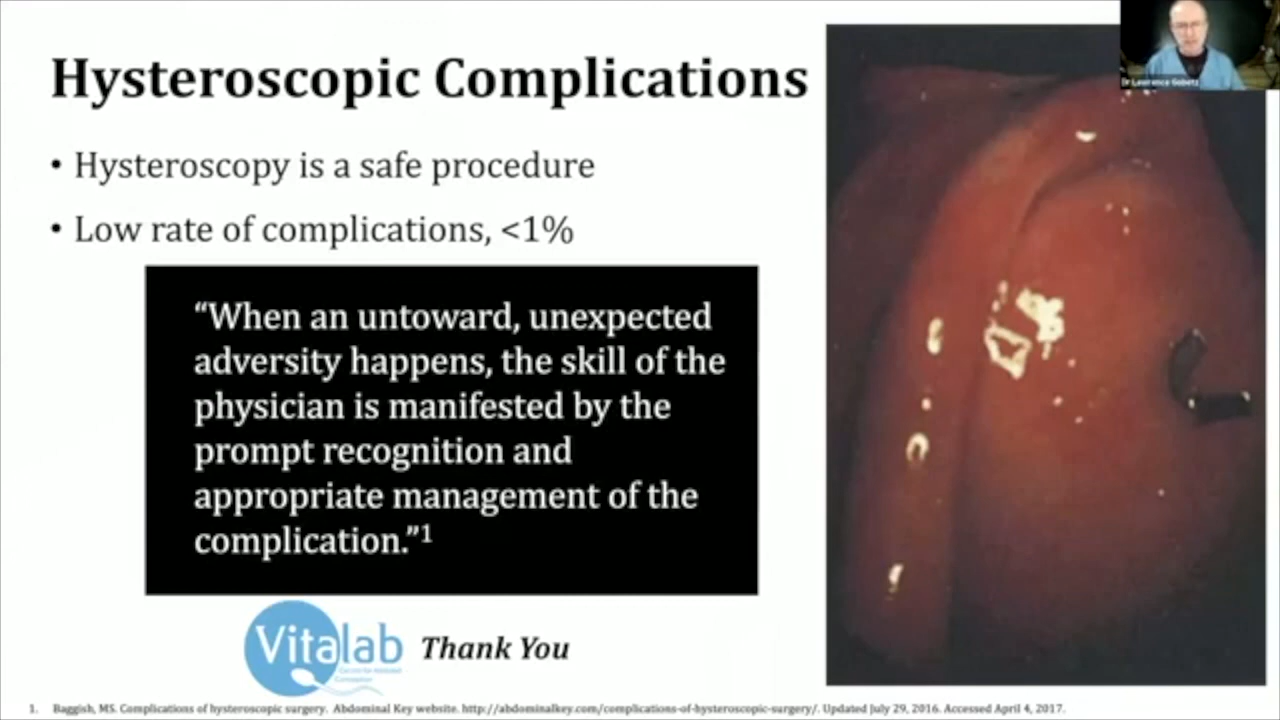 Hysteroscopic Complications
Dr Lawrence Gobetz
• Hysteroscopy is a safe procedure
• Low rate of complications, <1%
“When an untoward, unexpected
adversity happens, the skill of the
physician is manifested by the
prompt recognition and
appropriate management of the
complication.”1
Vitalab
Centre for Assisted
Conception
Thank You
1. Baggish, MS. Complications of hysteroscopic surgery. Abdominal Key website. http://abdominalkey.com/complications-of-hysteroscopic-surgery/. Updated July 29, 2016. Accessed April 4, 2017.